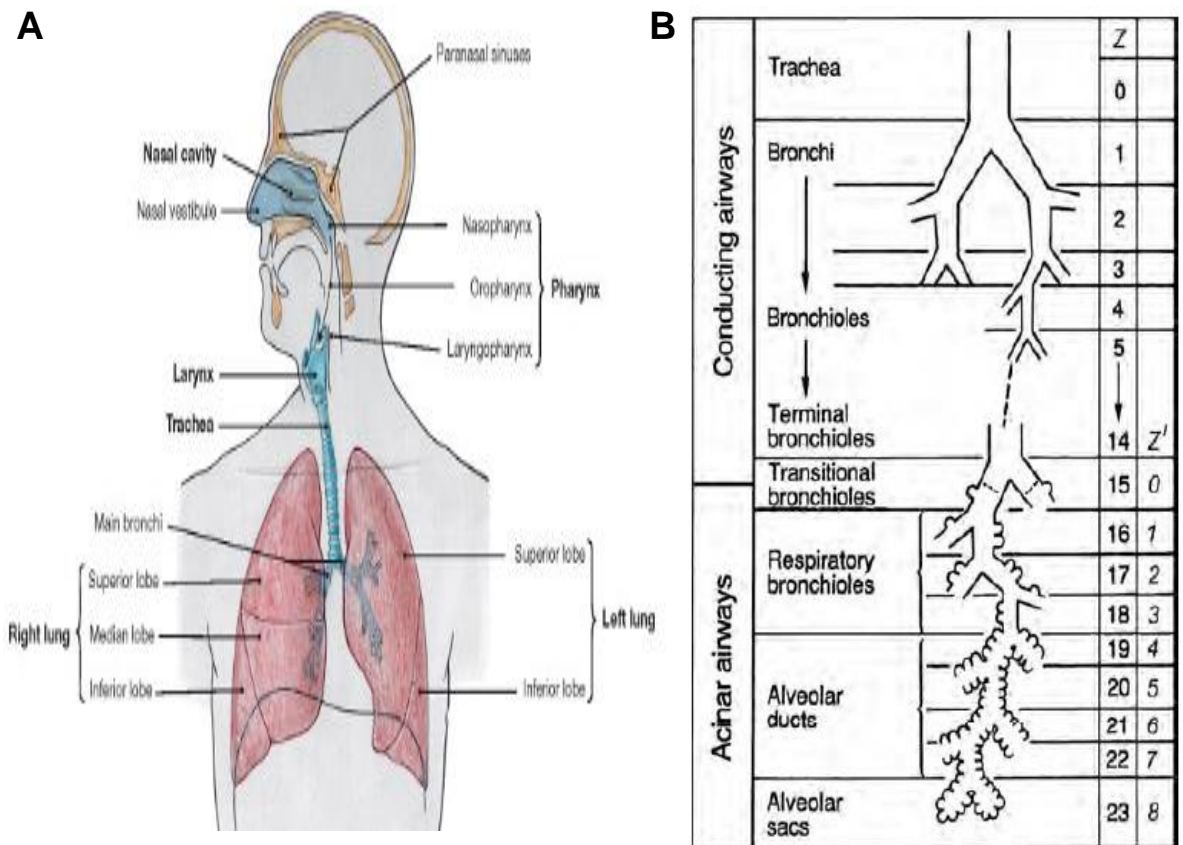 A
Paranasal sinuses
Nasal cavity
Nasal vestibule
Nasopharynx
Oropharynx
Pharynx
Laryngopharynx
Larynx
Trachea
Main bronchi
Superior lobe
Right lung
Median lobe
Inferior lobe
Superior lobe
Left lung
Inferior lobe
B
Conducting airways
Acinar airways
Z
Trachea
0
Bronchi
1
2
3
4
Bronchioles
5
Terminal
bronchioles
14 Z'
Transitional
bronchioles
15 0
16 1
Respiratory
bronchioles
17 2
18 3
19 4
20 5
Alveolar
ducts
21 6
22 7
Alveolar
sacs
23 8